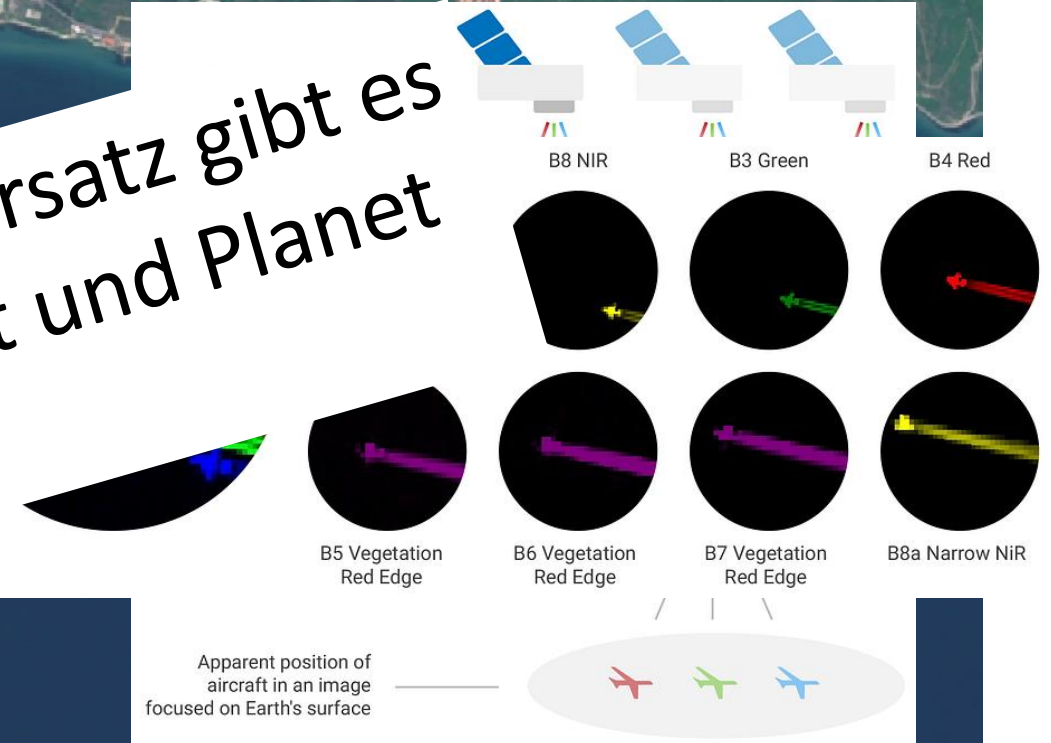 rsatz gibt es
und Planet
B8 NIR
B3 Green
B4 Red
B5 Vegetation
Red Edge
B6 Vegetation
Red Edge
B7 Vegetation
Red Edge
B8a Narrow NiR
Apparent position of
aircraft in an image
focused on Earth's surface